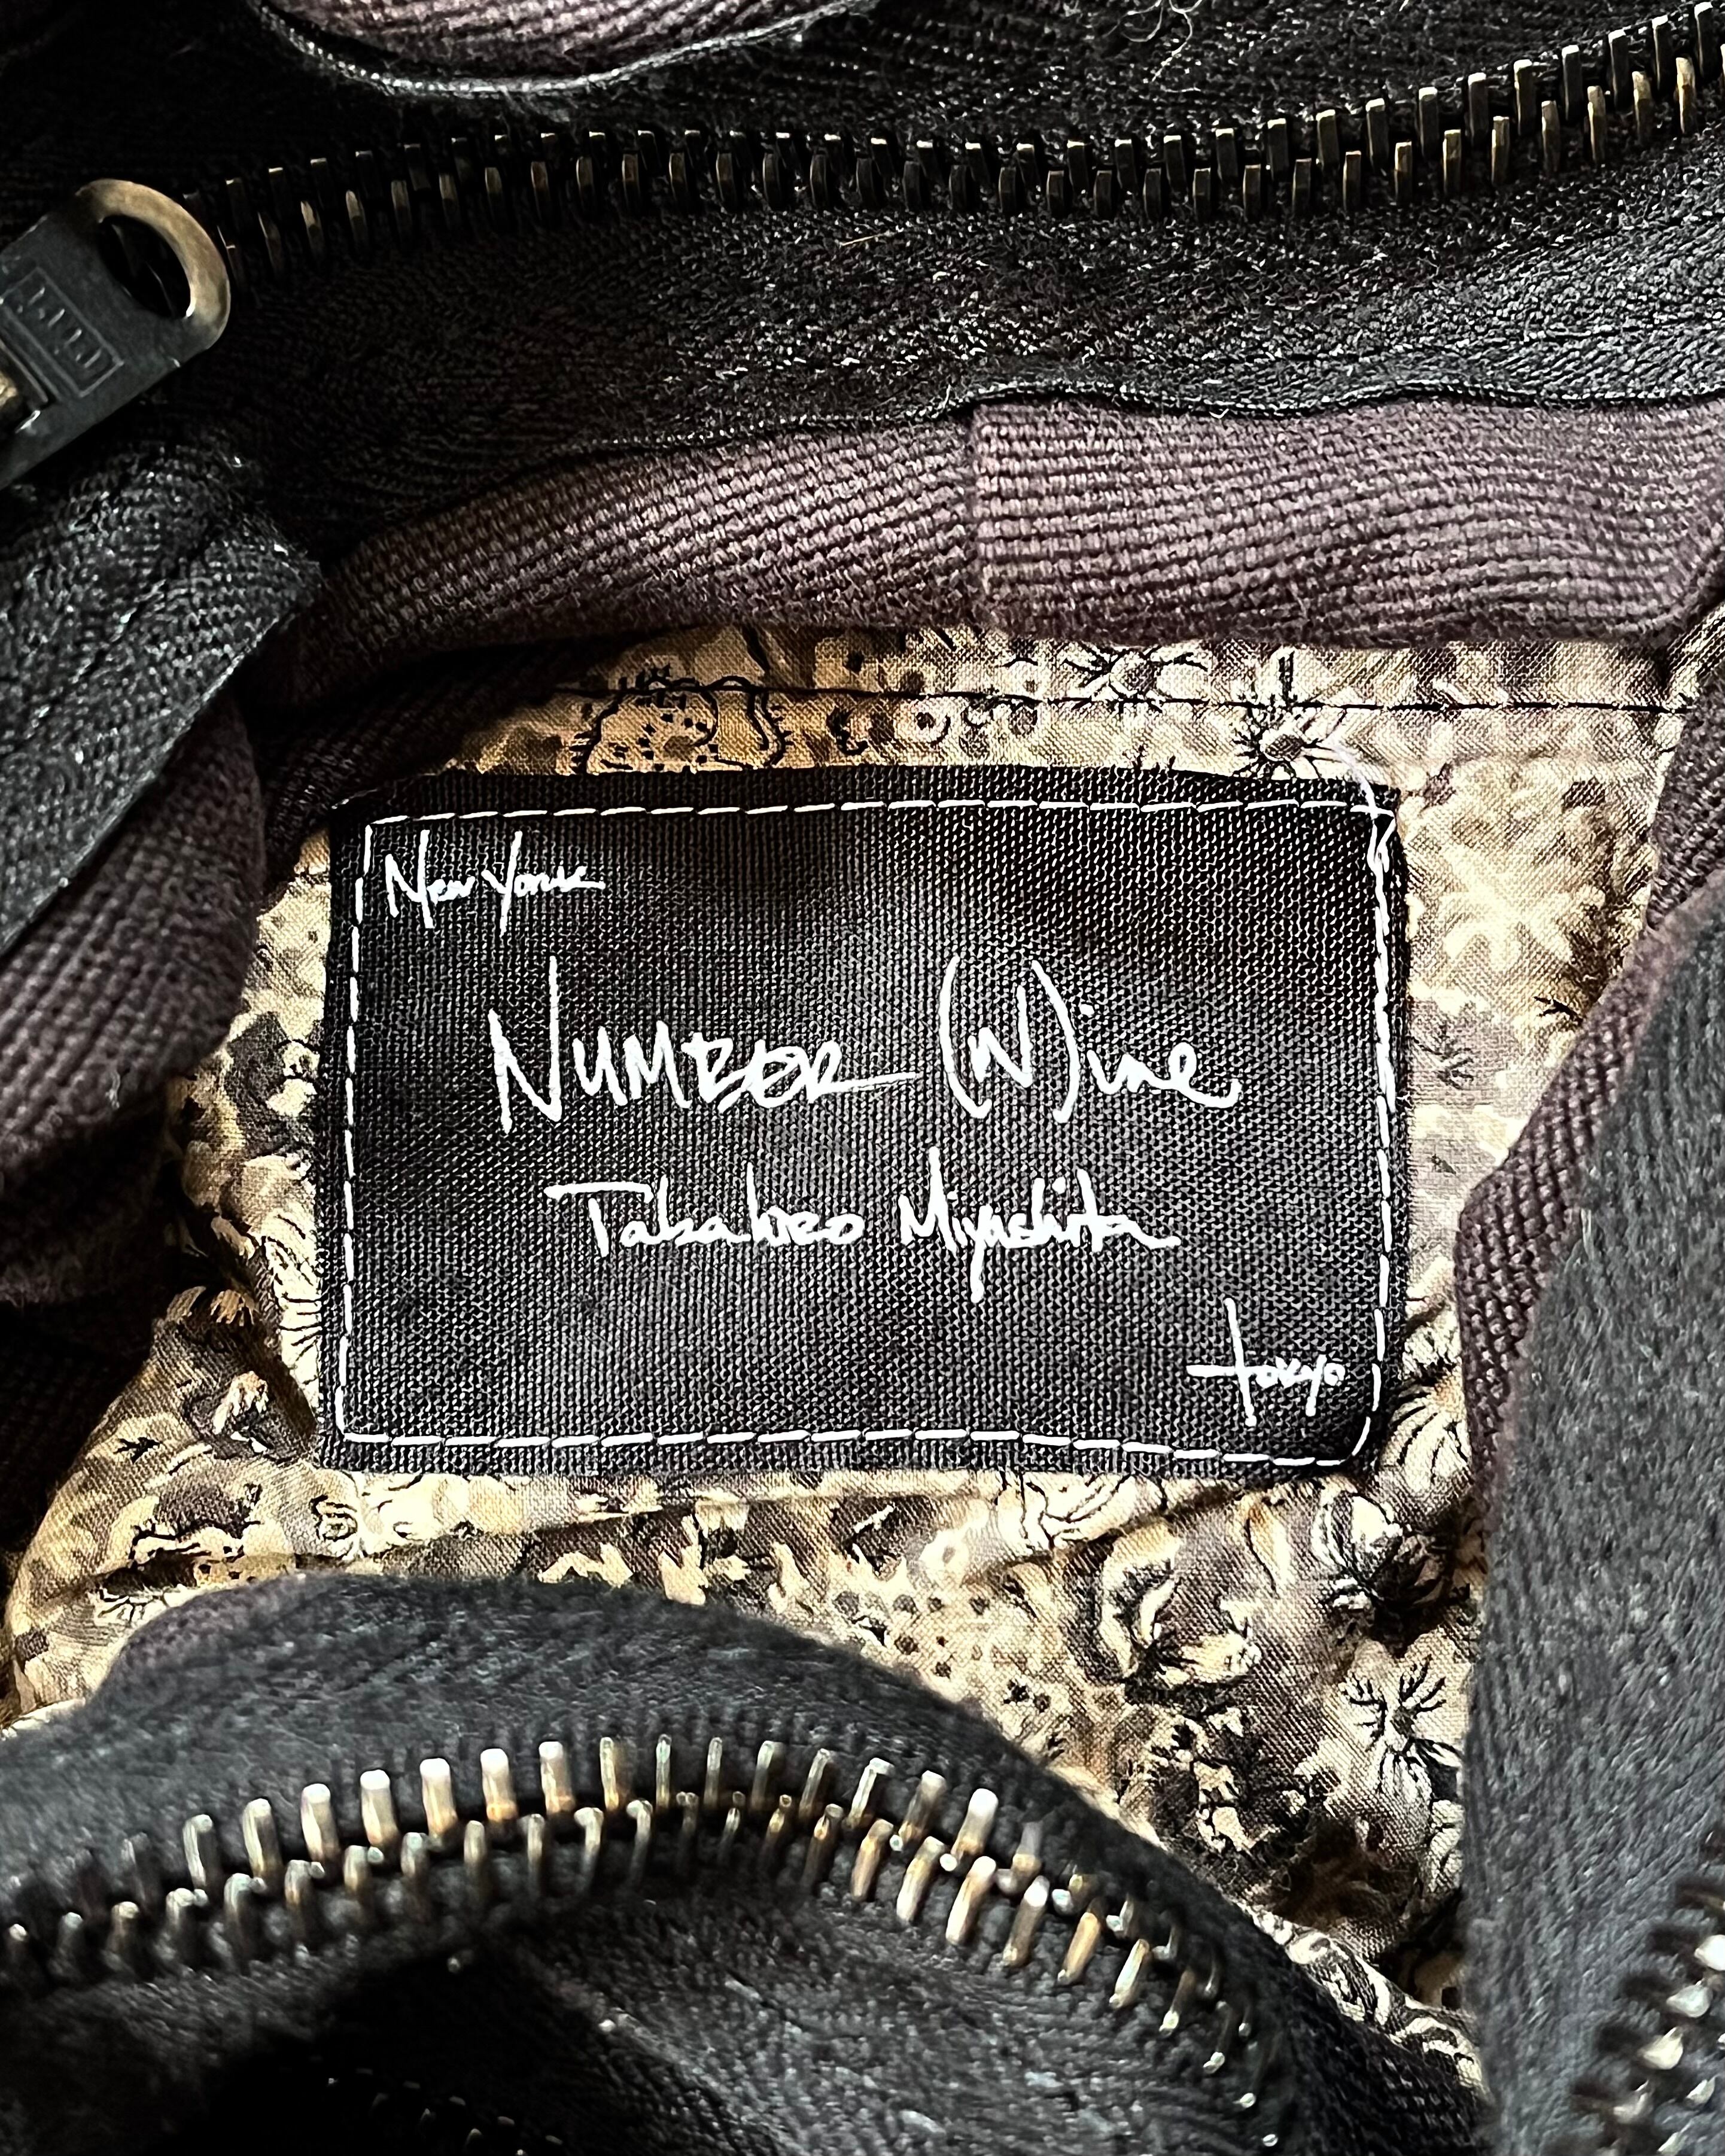 New York
NUMBER (N)ine
Takahiro Miyashita
tokyo